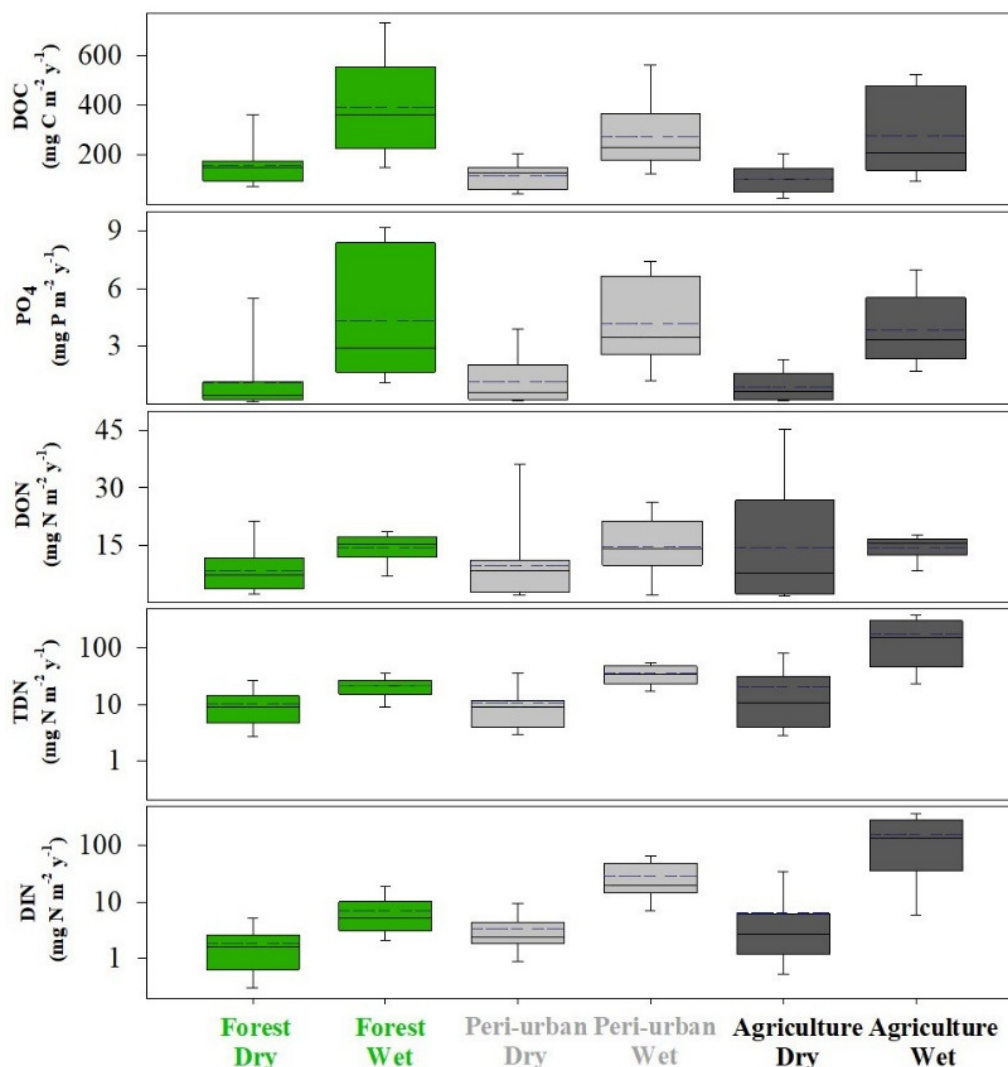 DOC
(mg C m⁻² y⁻¹)
600
400
200
PO₄
(mg P m⁻² y⁻¹)
9
6
3
DON
(mg N m⁻² y⁻¹)
45
30
15
TDN
(mg N m⁻² y⁻¹)
100
10
1
DIN
(mg N m⁻² y⁻¹)
100
10
1
Forest Forest Peri-urban Peri-urban Agriculture Agriculture
Dry Wet Dry Wet Dry Wet